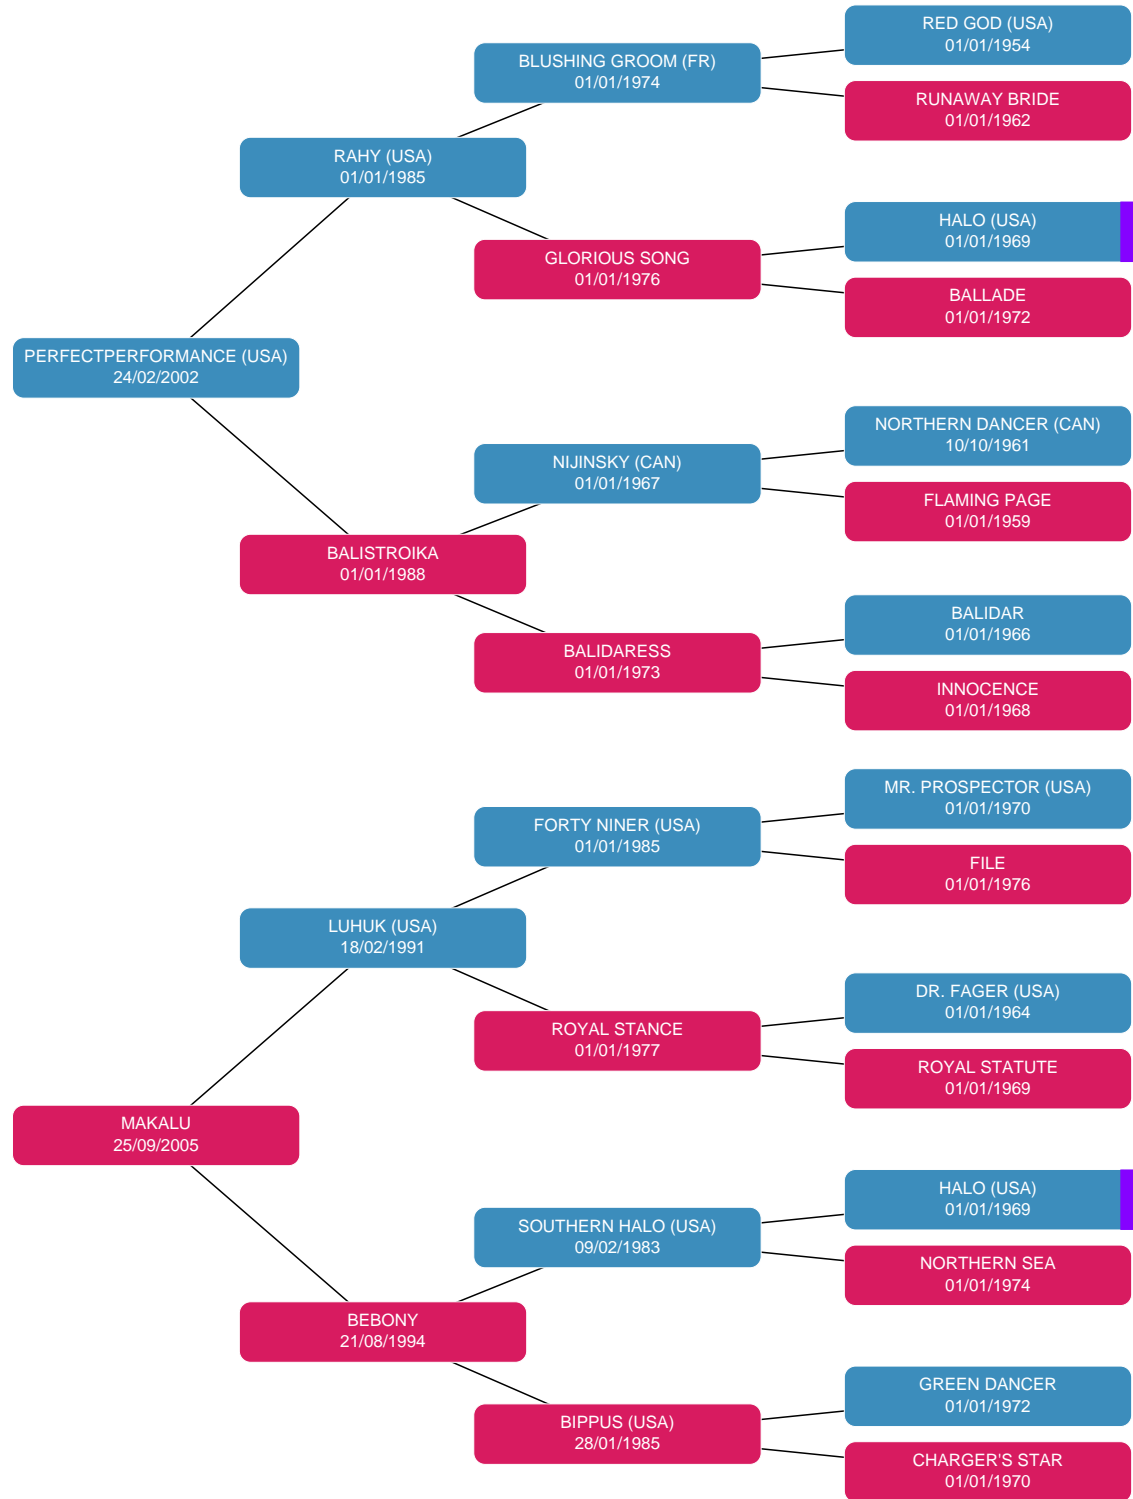 RED GOD (USA)
01/01/1954
BLUSHING GROOM (FR)
01/01/1974
RUNAWAY BRIDE
01/01/1962
RAHY (USA)
01/01/1985
HALO (USA)
01/01/1969
GLORIOUS SONG
01/01/1976
BALLADE
01/01/1972
PERFECTPERFORMANCE (USA)
24/02/2002
NORTHERN DANCER (CAN)
10/10/1961
NIJINSKY (CAN)
01/01/1967
FLAMING PAGE
01/01/1959
BALISTROIKA
01/01/1988
BALIDAR
01/01/1966
BALIDARESS
01/01/1973
INNOCENCE
01/01/1968
MR. PROSPECTOR (USA)
01/01/1970
FORTY NINER (USA)
01/01/1985
FILE
01/01/1976
LUHUK (USA)
18/02/1991
DR. FAGER (USA)
01/01/1964
ROYAL STANCE
01/01/1977
ROYAL STATUTE
01/01/1969
MAKALU
25/09/2005
HALO (USA)
01/01/1969
SOUTHERN HALO (USA)
09/02/1983
NORTHERN SEA
01/01/1974
BEBONY
21/08/1994
GREEN DANCER
01/01/1972
BIPPUS (USA)
28/01/1985
CHARGER'S STAR
01/01/1970